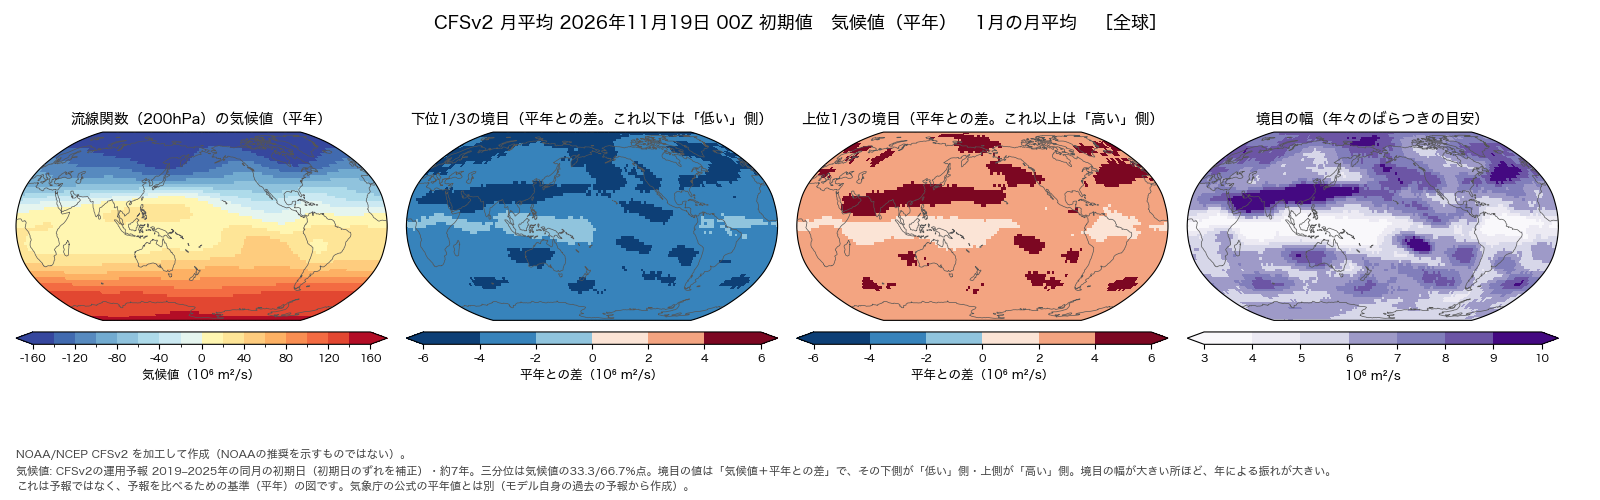 CFSv2 月平均 2026年11月19日 00Z 初期値　気候値（平年）　1月の月平均　［全球］
流線関数（200hPa）の気候値（平年）
下位1/3の境目（平年との差。これ以下は「低い」側）
上位1/3の境目（平年との差。これ以上は「高い」側）
境目の幅（年々のばらつきの目安）
-160 -120 -80 -40 0 40 80 120 160
気候値（10⁶ m²/s）
-6 -4 -2 0 2 4 6
平年との差（10⁶ m²/s）
-6 -4 -2 0 2 4 6
平年との差（10⁶ m²/s）
3 4 5 6 7 8 9 10
10⁶ m²/s
NOAA/NCEP CFSv2 を加工して作成（NOAAの推奨を示すものではない）。
気候値: CFSv2の運用予報 2019–2025年の同月の初期日（初期日のずれを補正）・約7年。三分位は気候値の33.3/66.7%点。境目の値は「気候値＋平年との差」で、その下側が「低い」側・上側が「高い」側。境目の幅が大きい所ほど、年による振れが大きい。
これは予報ではなく、予報を比べるための基準（平年）の図です。気象庁の公式の平年値とは別（モデル自身の過去の予報から作成）。